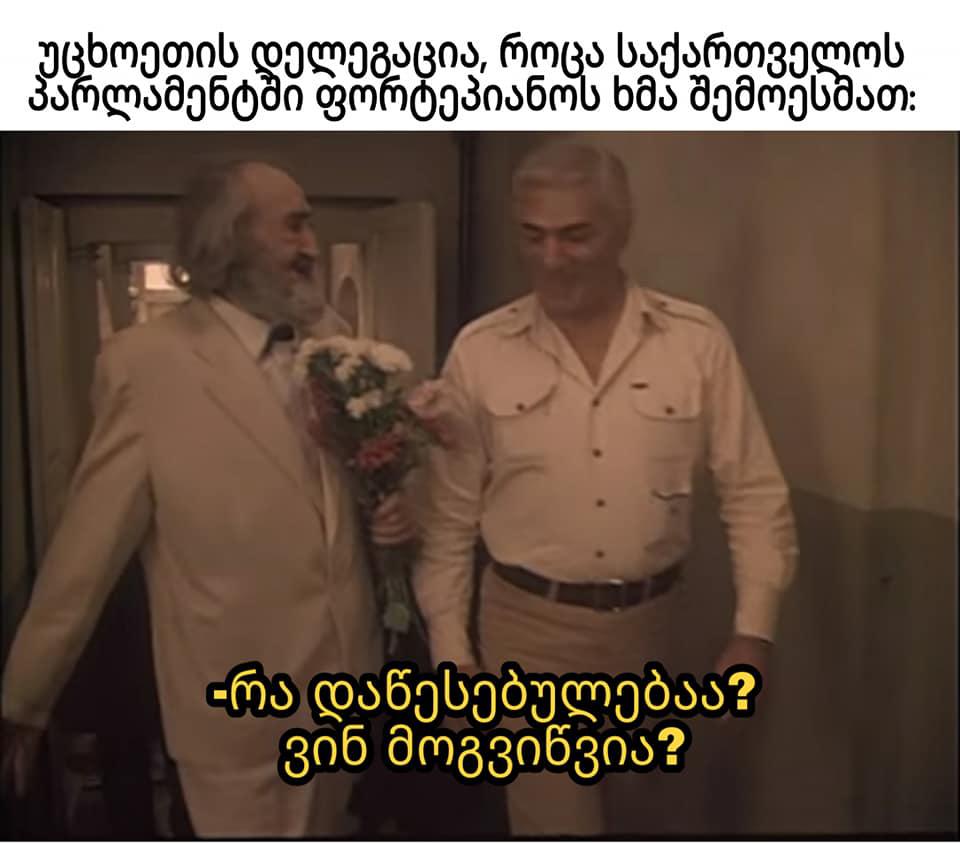 უცხოეთის დელეგაცია, როცა საქართველოს
პარლამენტში ფორტეპიანოს ხმა შემოესმათ:
-რა დაწესებულებაა?
ვინ მოგვიწვია?